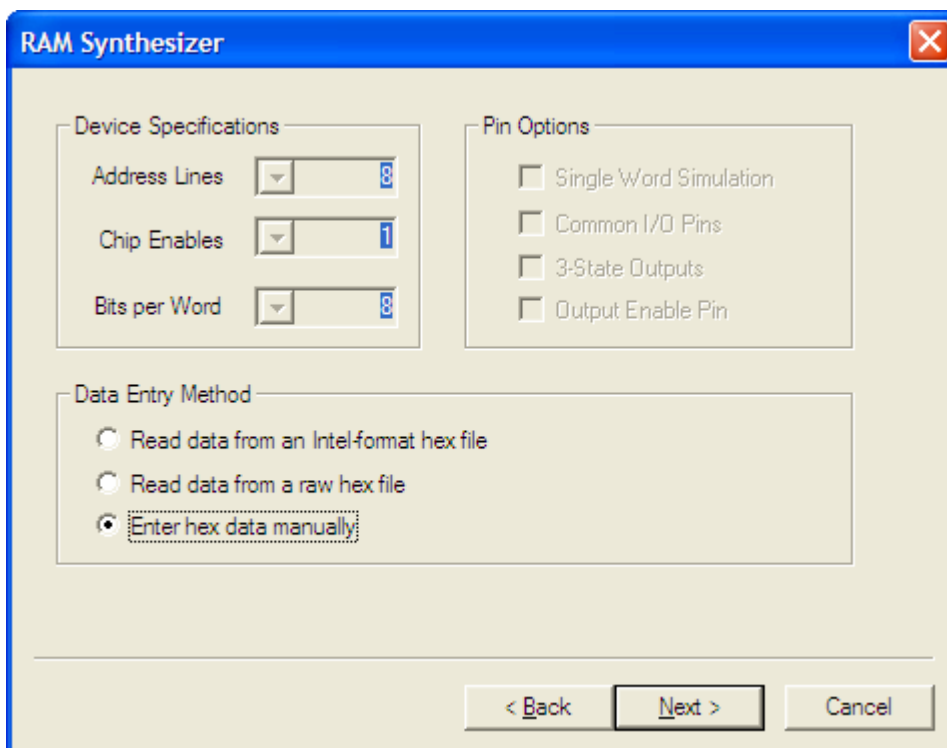 RAM Synthesizer
Device Specifications
Address Lines 8
Chip Enables 1
Bits per Word 8
Pin Options
Single Word Simulation
Common I/O Pins
3-State Outputs
Output Enable Pin
Data Entry Method
Read data from an Intel-format hex file
Read data from a raw hex file
Enter hex data manually
< Back Next > Cancel